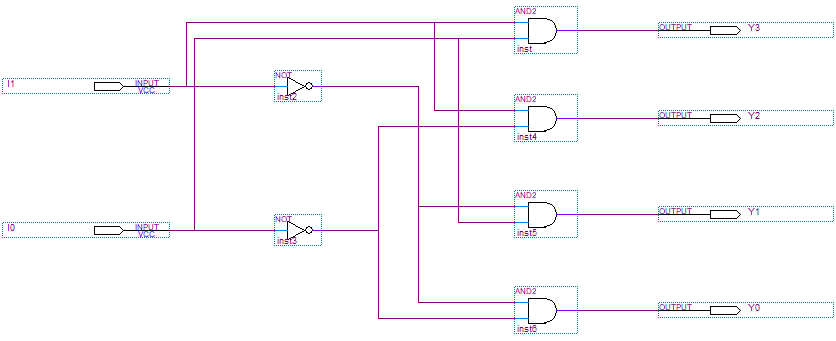 AND2
inst
OUTPUT
Y3
I1
INPUT
VCC
NOT
inst2
AND2
inst4
OUTPUT
Y2
I0
INPUT
VCC
NOT
inst3
AND2
inst5
OUTPUT
Y1
AND2
inst6
OUTPUT
Y0